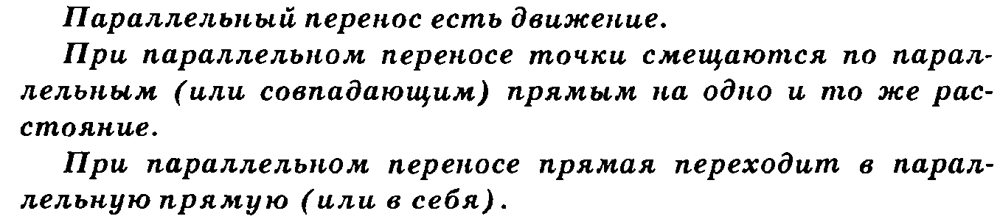 Параллельный перенос есть движение.
При параллельном переносе точки смещаются по парал-
лельным (или совпадающим) прямым на одно и то же рас-
стояние.
При параллельном переносе прямая переходит в парал-
лельную прямую (или в себя).